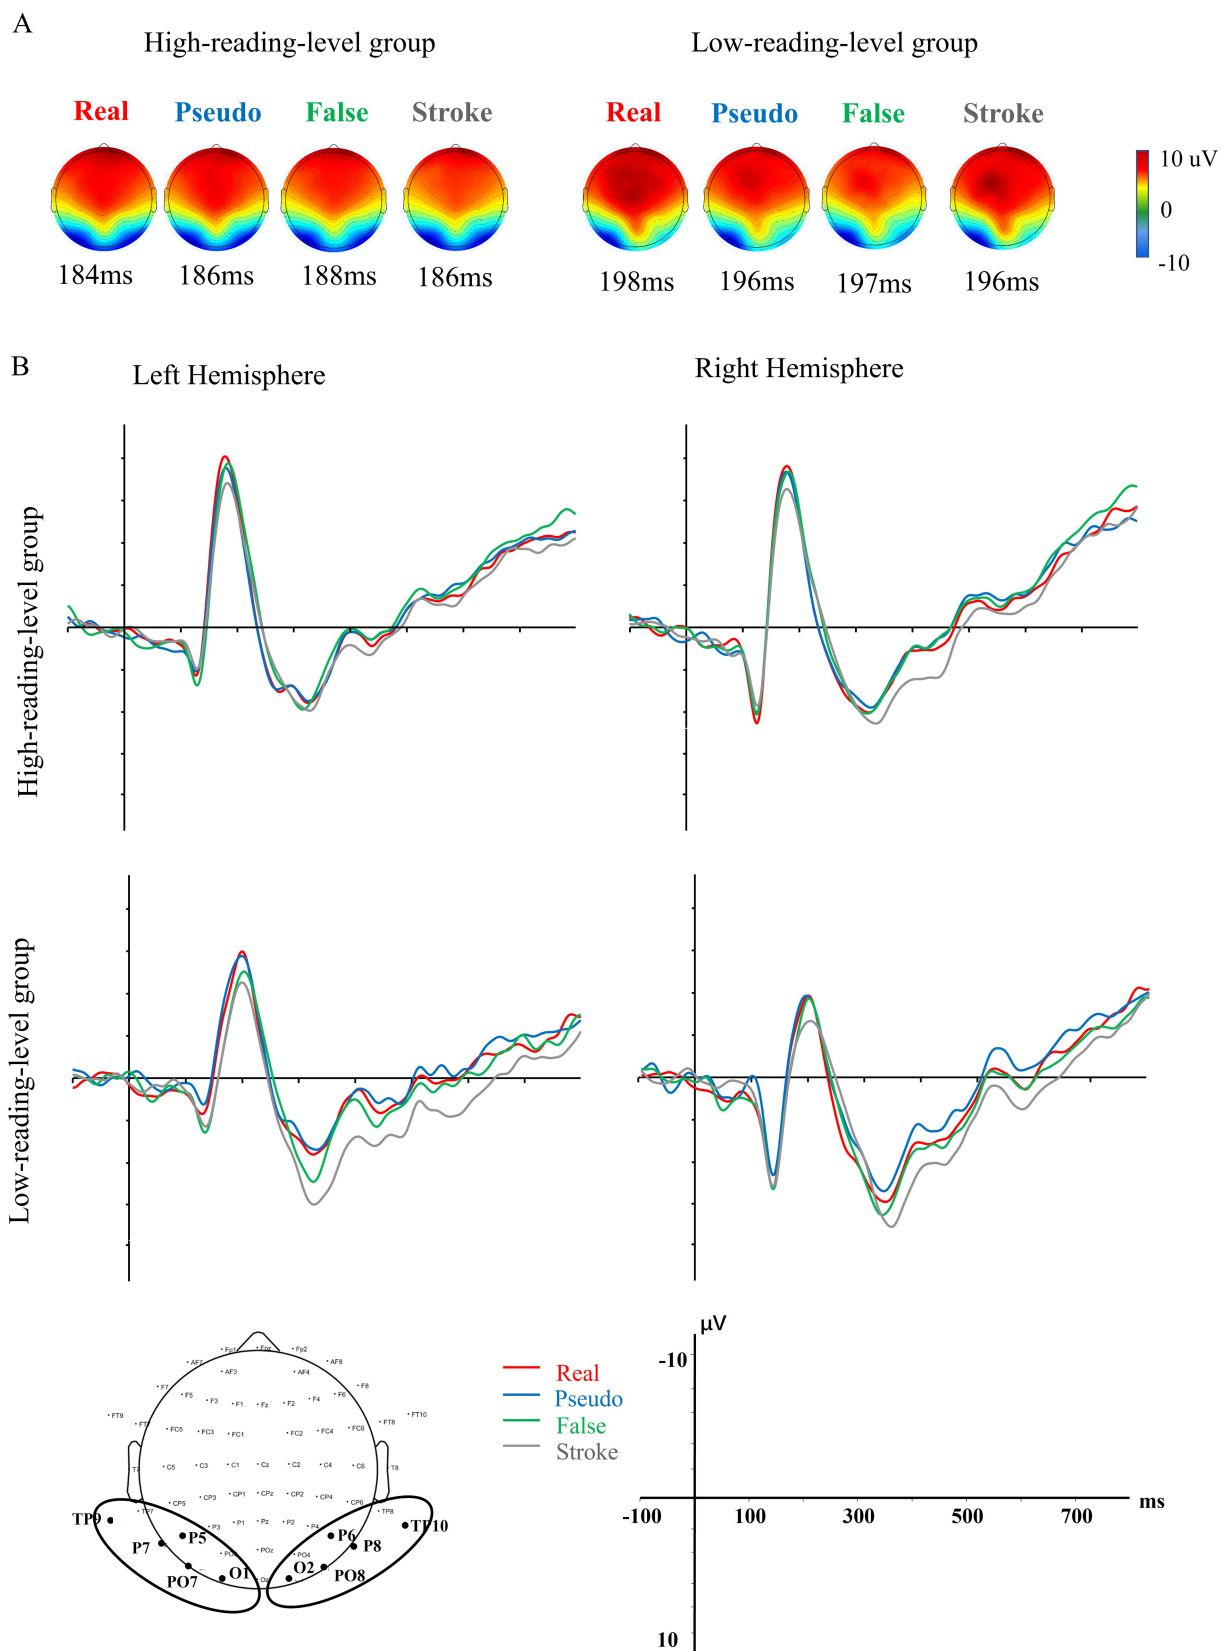 A
High-reading-level group
Low-reading-level group
Real Pseudo False Stroke
Real Pseudo False Stroke
10 uV
0
-10
184ms 186ms 188ms 186ms
198ms 196ms 197ms 196ms
B
Left Hemisphere
Right Hemisphere
High-reading-level group
Low-reading-level group
Fp1 Fpz Fp2
AF7 AF3 AF4 AF8
F7 F5 F3 F1 Fz F2 F4 F6 F8
FT9 FC5 FC3 FC1 FC2 FC4 FC6 FT8 FT10
T7 C5 C3 C1 Cz C2 C4 C6 T8
TP7 CP5 CP3 CP1 CPz CP2 CP4 CP6 TP8
TP9 P3 P1 Pz P2 P4 TP10
P7 P5 P6 P8
POz PO4
PO7 O1 O2 PO8
Real
Pseudo
False
Stroke
µV
-10
-100 100 300 500 700 ms
10